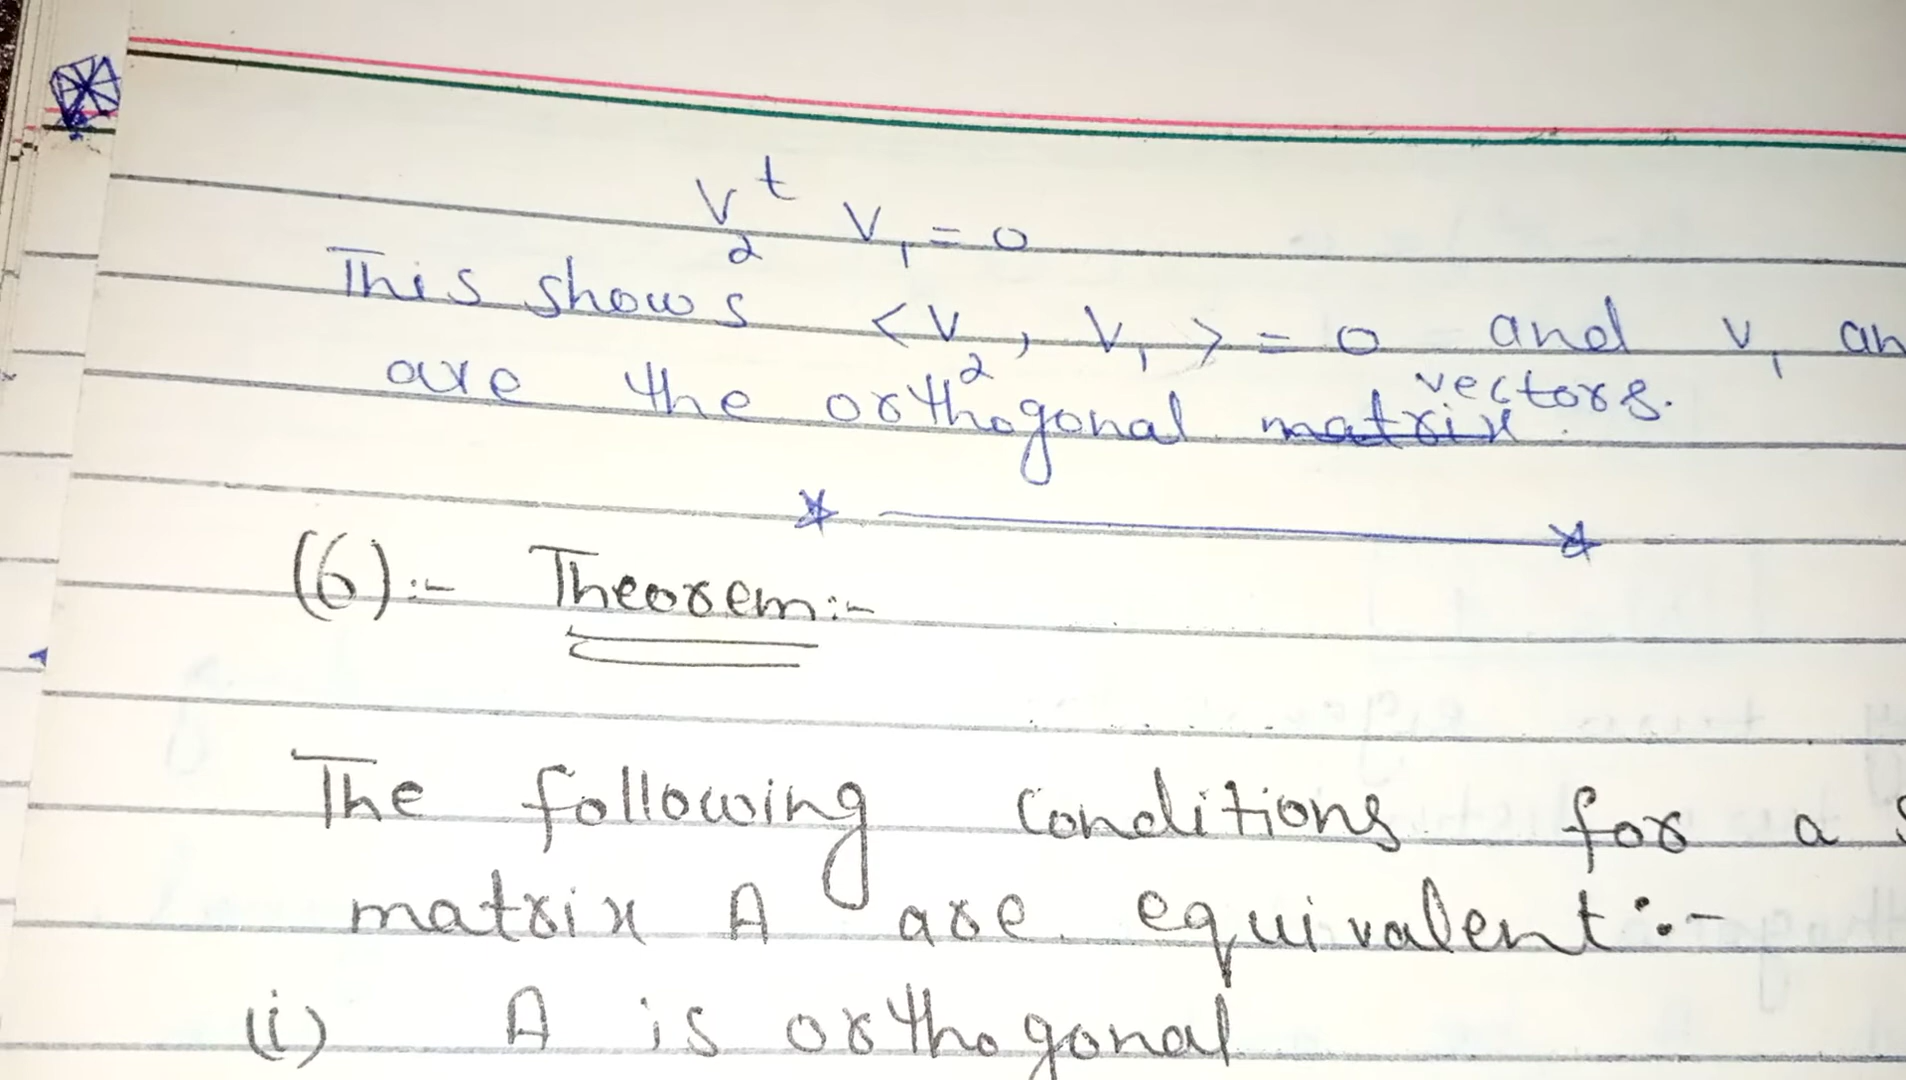 v₂ᵗ v₁ = 0
This shows <v₂, v₁> = 0 and v₁
are the orthogonal matrix vectors.
(6):- Theorem:-
The following conditions for a
matrix A are equivalent:-
(i) A is orthogonal